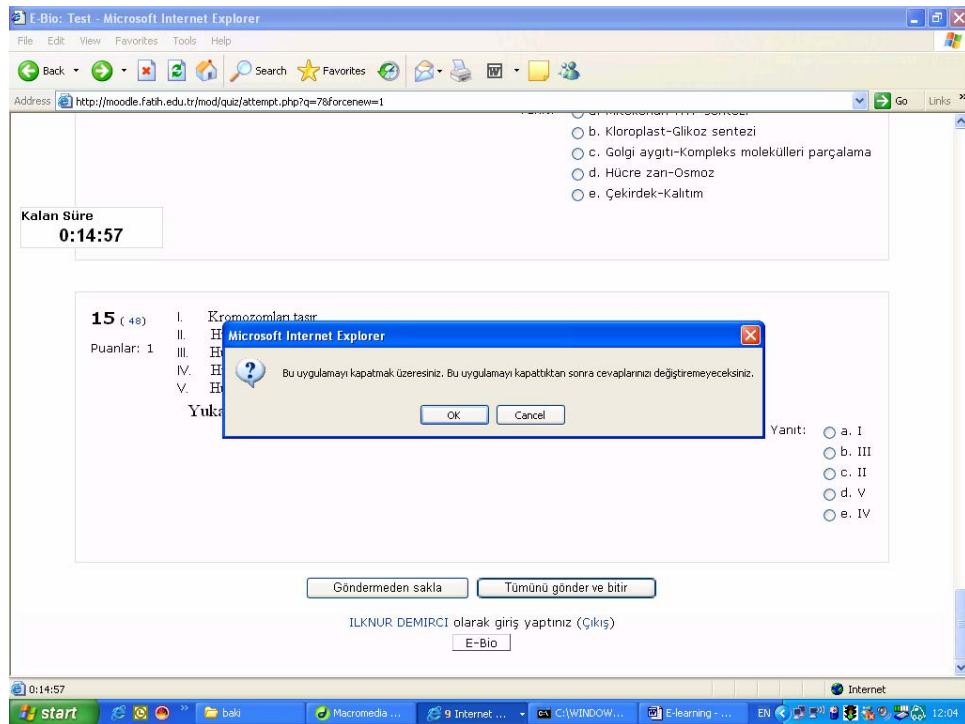 E-Bio: Test - Microsoft Internet Explorer
File Edit View Favorites Tools Help
Back Search Favorites
Address http://moodle.fatih.edu.tr/mod/quiz/attempt.php?q=78forcenew=1 Go Links »
b. Kloroplast-Glikoz sentezi
c. Golgi aygıtı-Kompleks molekülleri parçalama
d. Hücre zarı-Osmoz
e. Çekirdek-Kalıtım
Kalan Süre
0:14:57
15 ( 48)
Puanlar: 1
I. Kromozomları taşır
II.
III.
IV.
V.
Microsoft Internet Explorer
Bu uygulamayı kapatmak üzeresiniz. Bu uygulamayı kapattıktan sonra cevaplarınızı değiştiremeyeceksiniz.
OK Cancel
Yanıt: a. I
b. III
c. II
d. V
e. IV
Göndermeden sakla Tümünü gönder ve bitir
ILKNUR DEMIRCI olarak giriş yaptınız (Çıkış)
E-Bio
0:14:57 Internet
start » baki Macromedia ... 9 Internet ... C:\WINDOW... E-learning - ... EN 12:04